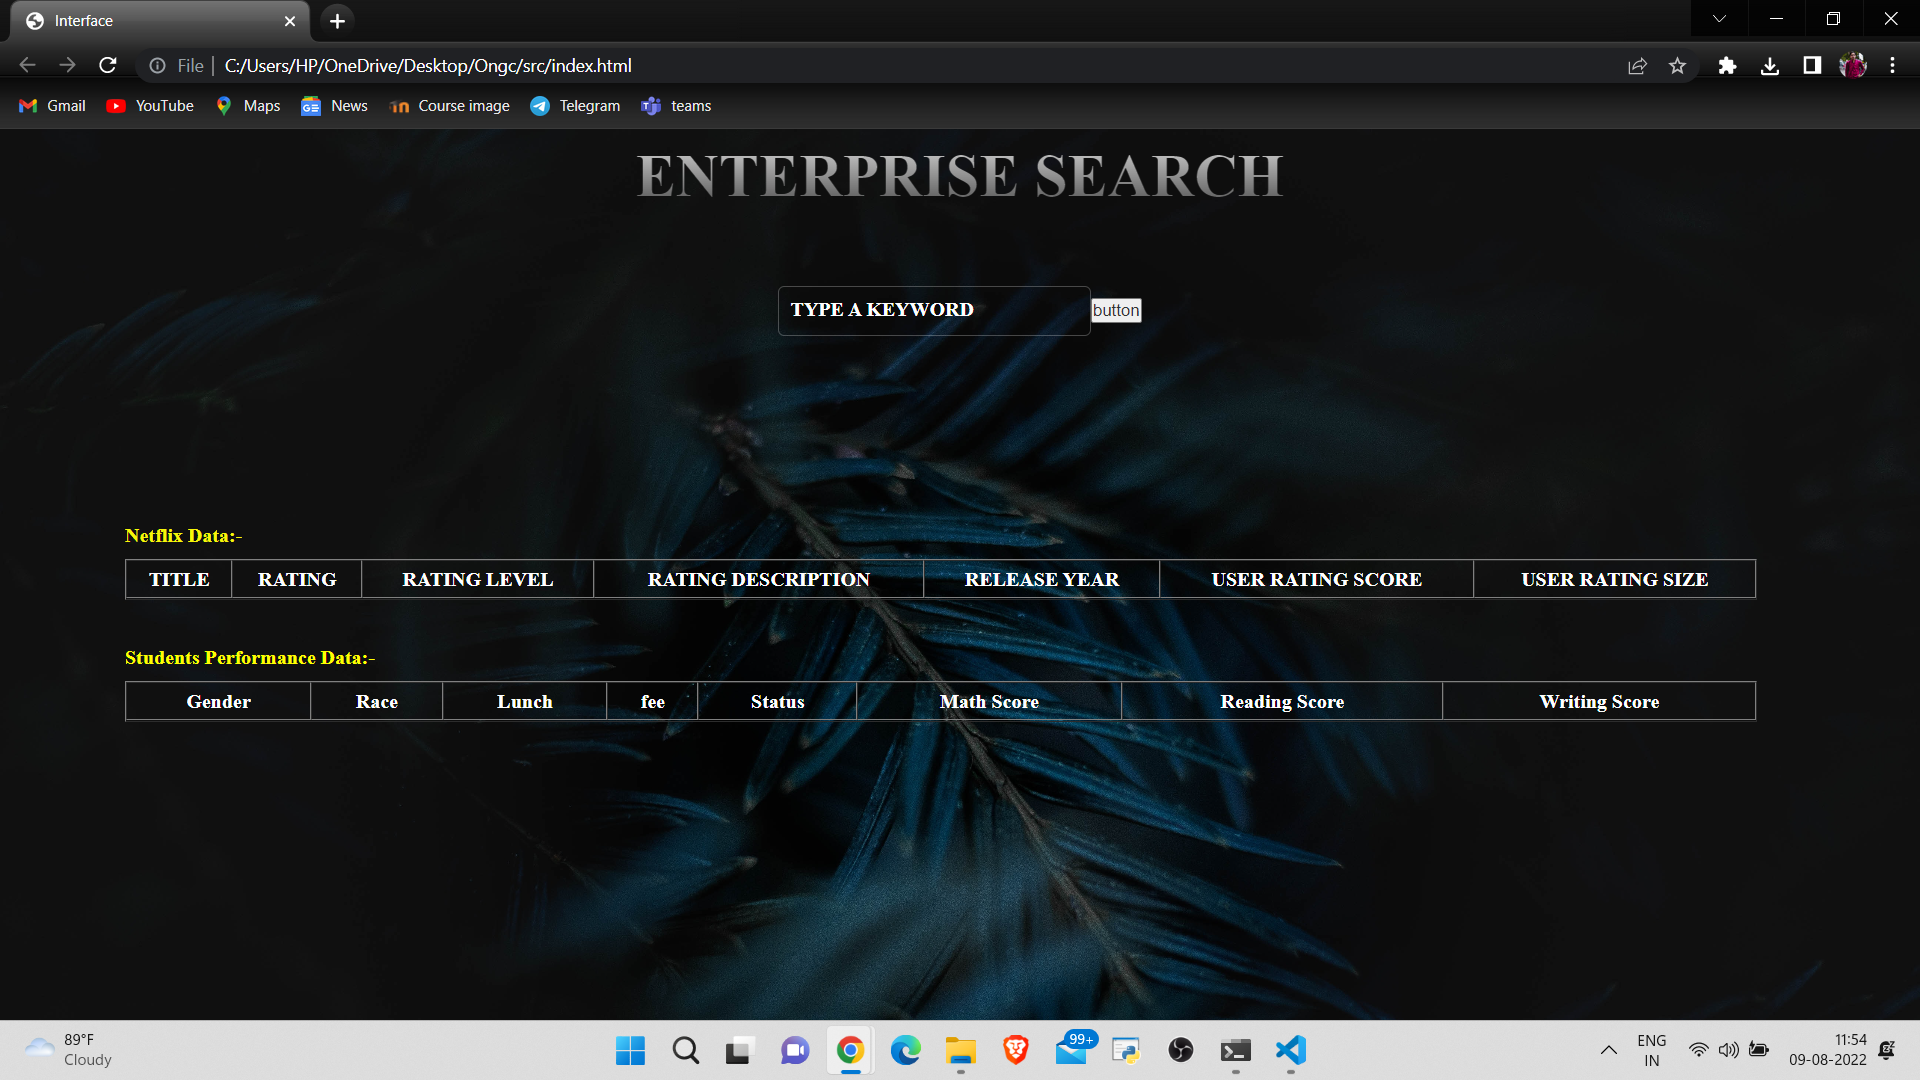 Interface
File C:/Users/HP/OneDrive/Desktop/Ongc/src/index.html
Gmail YouTube Maps News Course image Telegram teams
ENTERPRISE SEARCH
TYPE A KEYWORD button
Netflix Data:-
TITLE RATING RATING LEVEL RATING DESCRIPTION RELEASE YEAR USER RATING SCORE USER RATING SIZE
Students Performance Data:-
Gender Race Lunch fee Status Math Score Reading Score Writing Score
89°F
Cloudy
99+
ENG
IN
11:54
09-08-2022